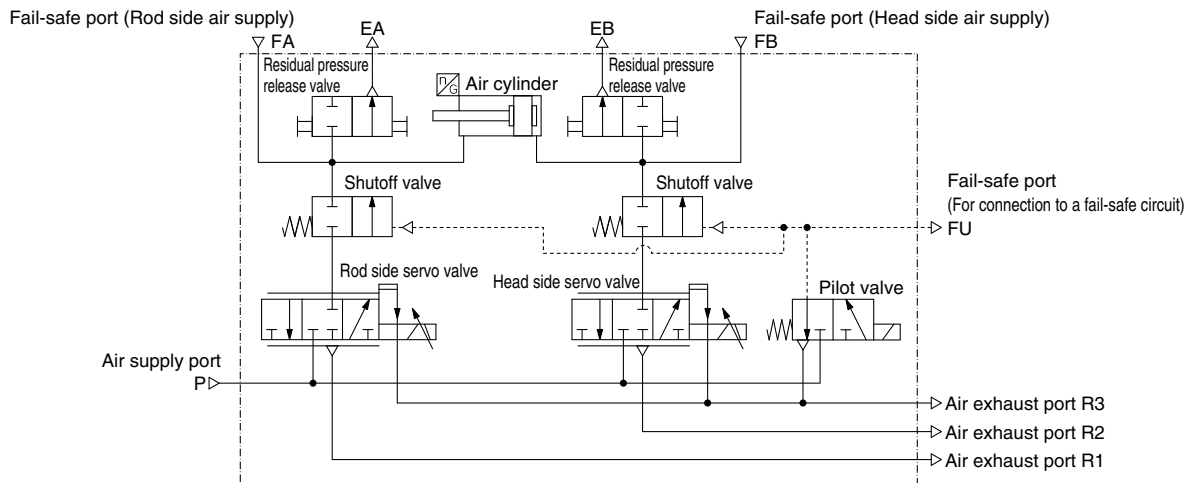 Fail-safe port (Rod side air supply)
Fail-safe port (Head side air supply)
FA
EA
EB
FB
Residual pressure
release valve
n/G
Air cylinder
Residual pressure
release valve
Shutoff valve
Shutoff valve
Fail-safe port
(For connection to a fail-safe circuit)
FU
Rod side servo valve
Head side servo valve
Pilot valve
Air supply port
P
Air exhaust port R3
Air exhaust port R2
Air exhaust port R1